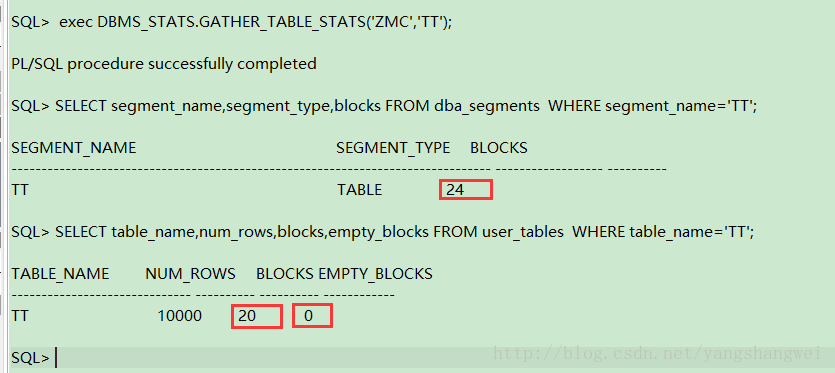 SQL>  exec DBMS_STATS.GATHER_TABLE_STATS('ZMC','TT');
PL/SQL procedure successfully completed
SQL> SELECT segment_name,segment_type,blocks FROM dba_segments  WHERE segment_name='TT';
SEGMENT_NAME SEGMENT_TYPE BLOCKS
-------------------------------------------------------------------------------- ------------------ ----------
TT TABLE 24
SQL> SELECT table_name,num_rows,blocks,empty_blocks FROM user_tables  WHERE table_name='TT';
TABLE_NAME NUM_ROWS BLOCKS EMPTY_BLOCKS
------------------------------ ---------- ---------- ------------
TT 10000 20 0
SQL>
http://blog.csdn.net/yangshangwei